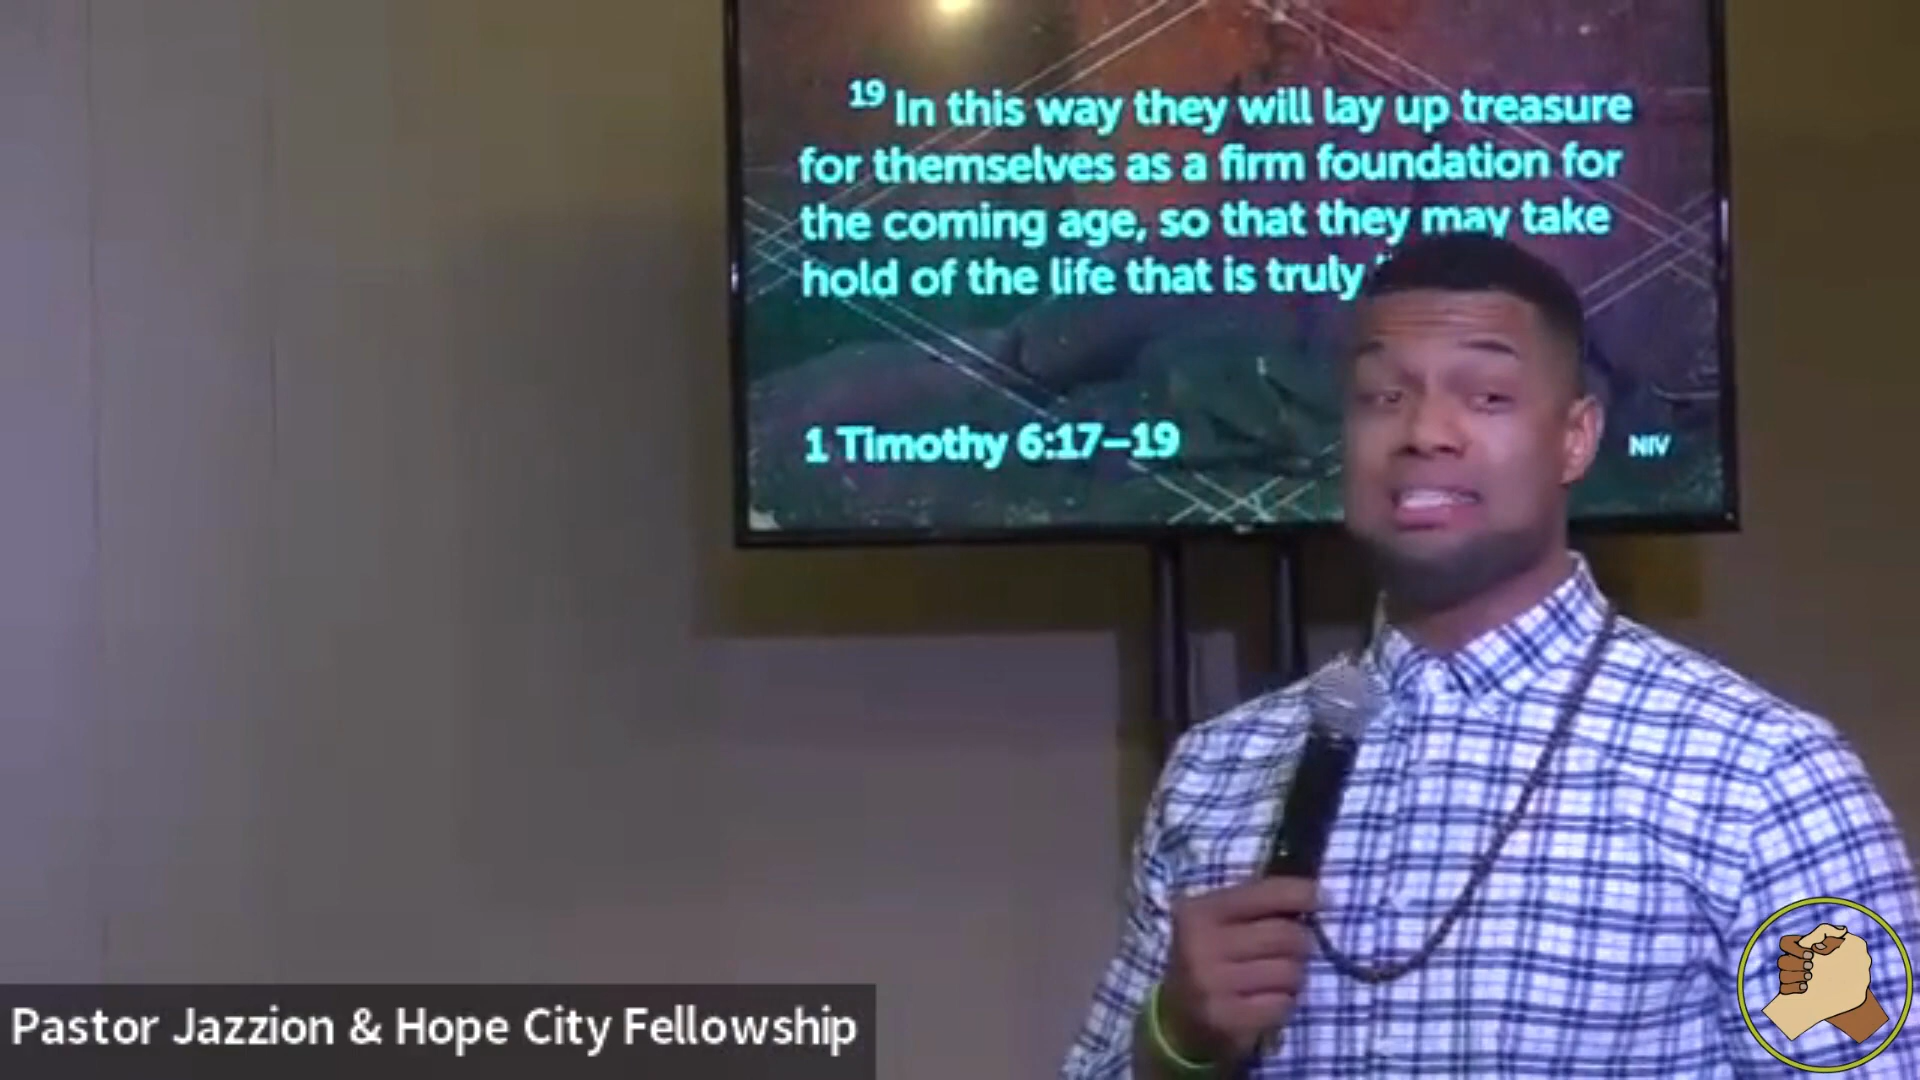 19 In this way they will lay up treasure
for themselves as a firm foundation for
the coming age, so that they may take
hold of the life that is truly
1 Timothy 6:17–19
NIV
Pastor Jazzion & Hope City Fellowship